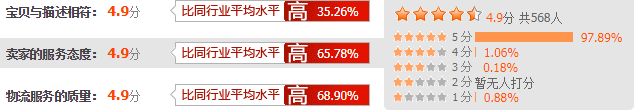 宝贝与描述相符: 4.9分 比同行业平均水平 高 35.26%
卖家的服务态度: 4.9分 比同行业平均水平 高 65.78%
物流服务的质量: 4.9分 比同行业平均水平 高 68.90%
4.9分 共568人
5分 97.89%
4分 1.06%
3分 0.18%
2分 暂无人打分
1分 0.88%